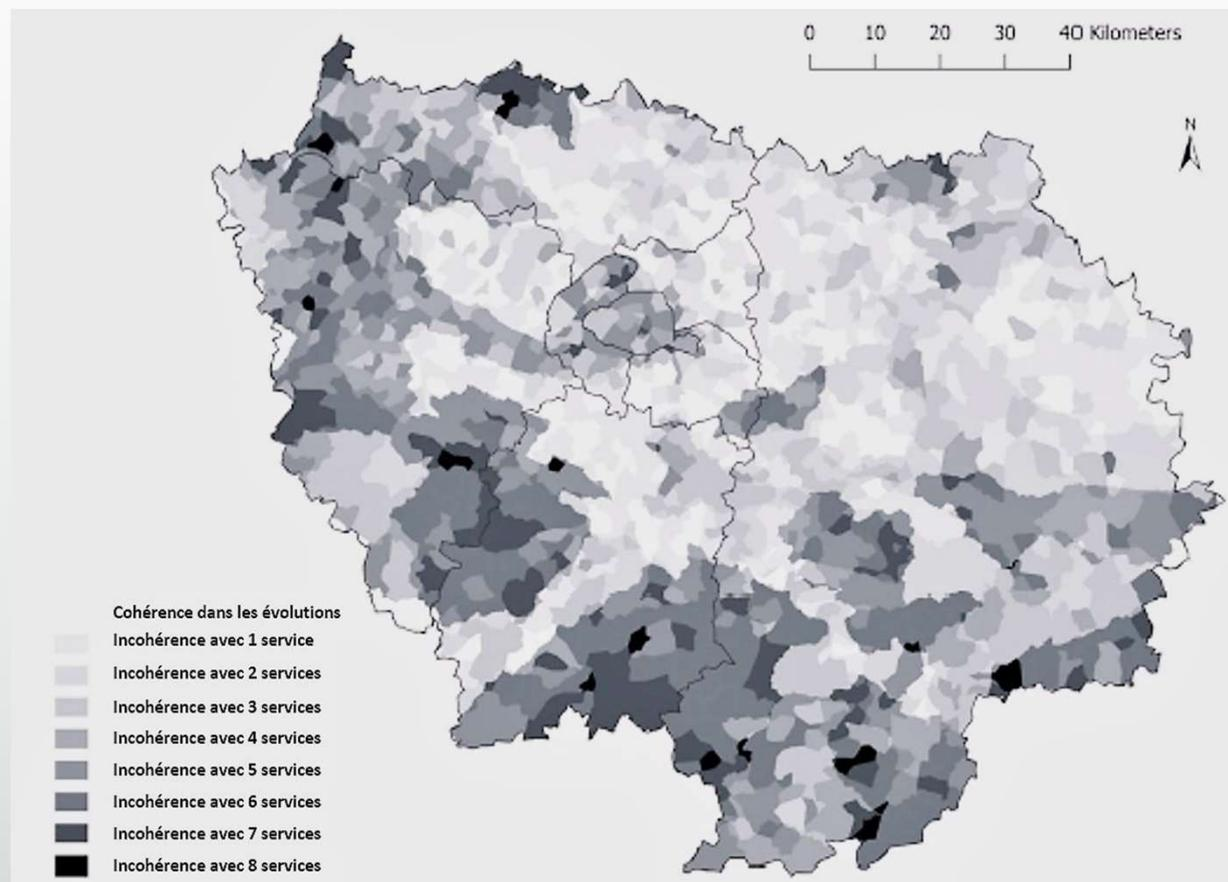 0 10 20 30 40 Kilometers
N
Cohérence dans les évolutions
Incohérence avec 1 service
Incohérence avec 2 services
Incohérence avec 3 services
Incohérence avec 4 services
Incohérence avec 5 services
Incohérence avec 6 services
Incohérence avec 7 services
Incohérence avec 8 services